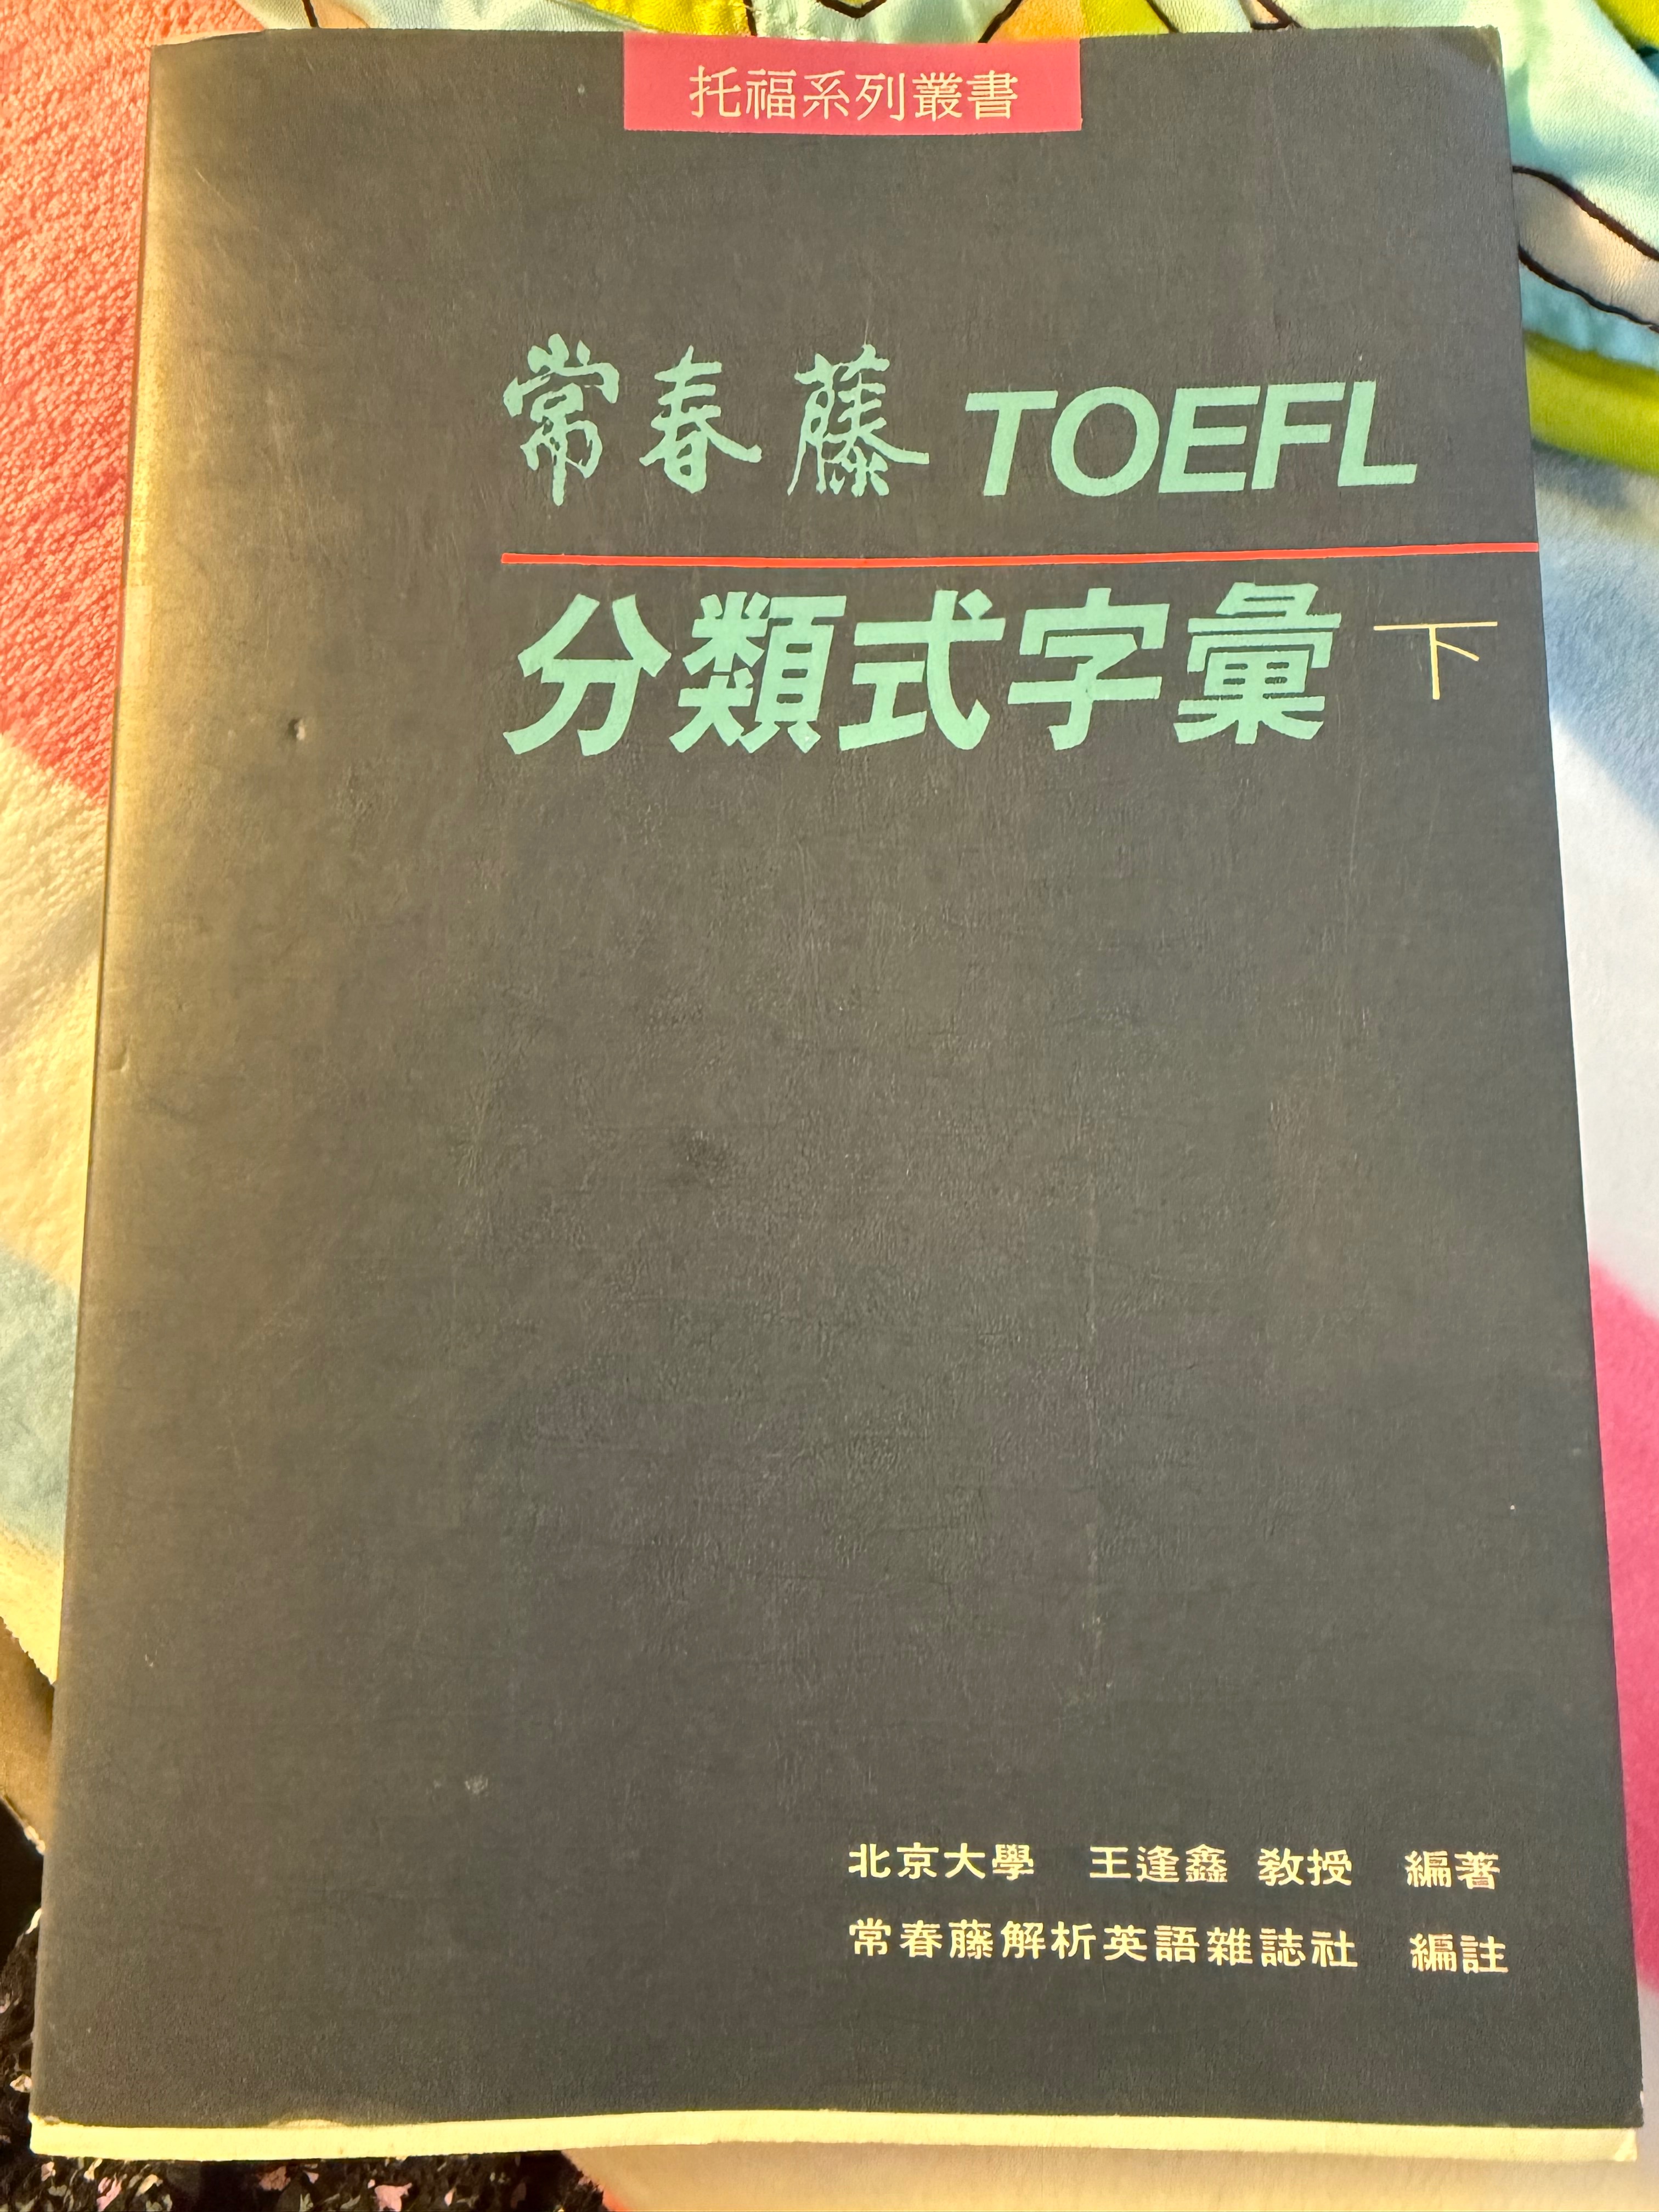 托福系列叢書
常春藤 TOEFL
分類式字彙 下
北京大學 王逢鑫 教授 編著
常春藤解析英語雜誌社 編註